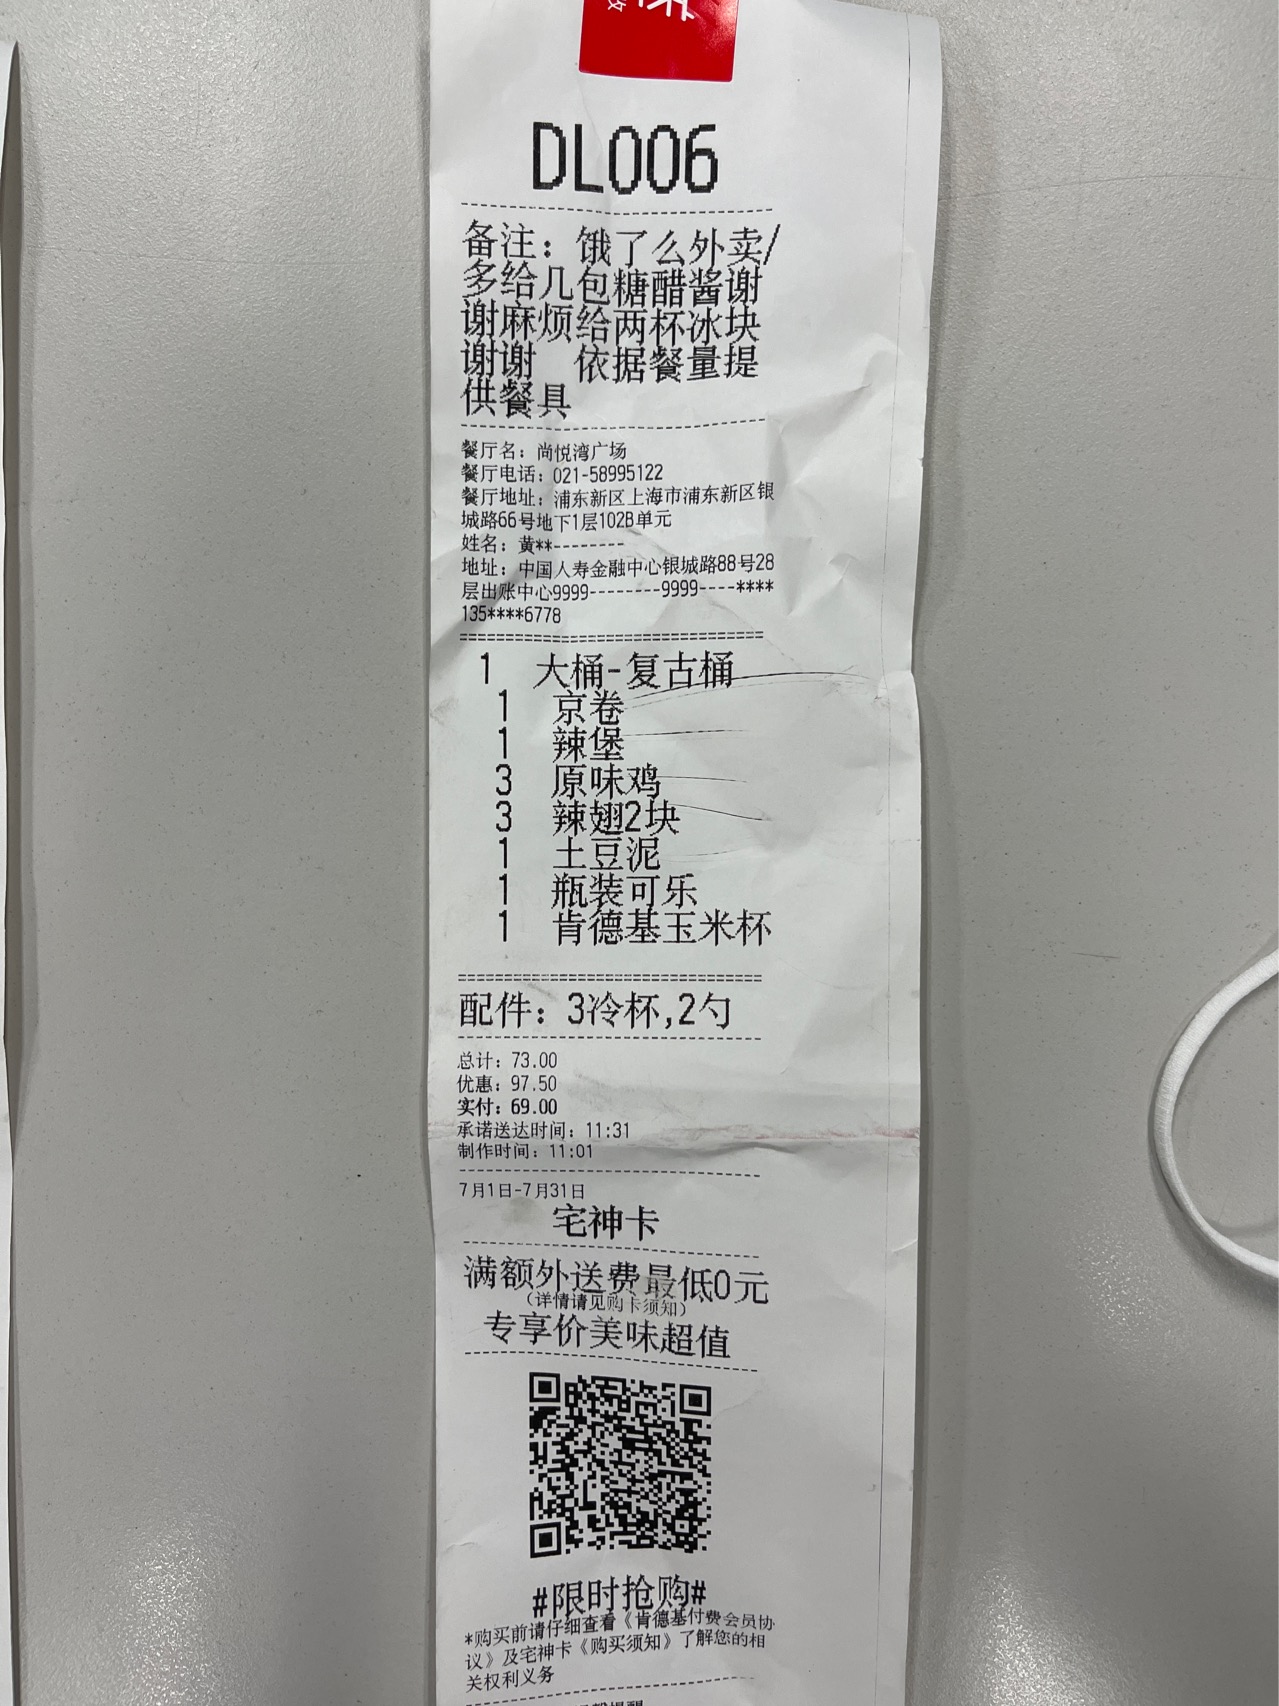 DL006
备注：饿了么外卖/
多给几包糖醋酱谢
谢麻烦给两杯冰块
谢谢 依据餐量提
供餐具
餐厅名：尚悦湾广场
餐厅电话：021-58995122
餐厅地址：浦东新区上海市浦东新区银
城路66号地下1层102B单元
姓名：黄**--------
地址：中国人寿金融中心银城路88号28
层出账中心9999--------9999----****
135****6778
1 大桶-复古桶
1 京卷
1 辣堡
3 原味鸡
3 辣翅2块
1 土豆泥
1 瓶装可乐
1 肯德基玉米杯
配件：3冷杯,2勺
总计：73.00
优惠：97.50
实付：69.00
承诺送达时间：11:31
制作时间：11:01
7月1日-7月31日
宅神卡
满额外送费最低0元
（详情请见购卡须知）
专享价美味超值
#限时抢购#
*购买前请仔细查看《肯德基付费会员协
议》及宅神卡《购买须知》了解您的相
关权利义务